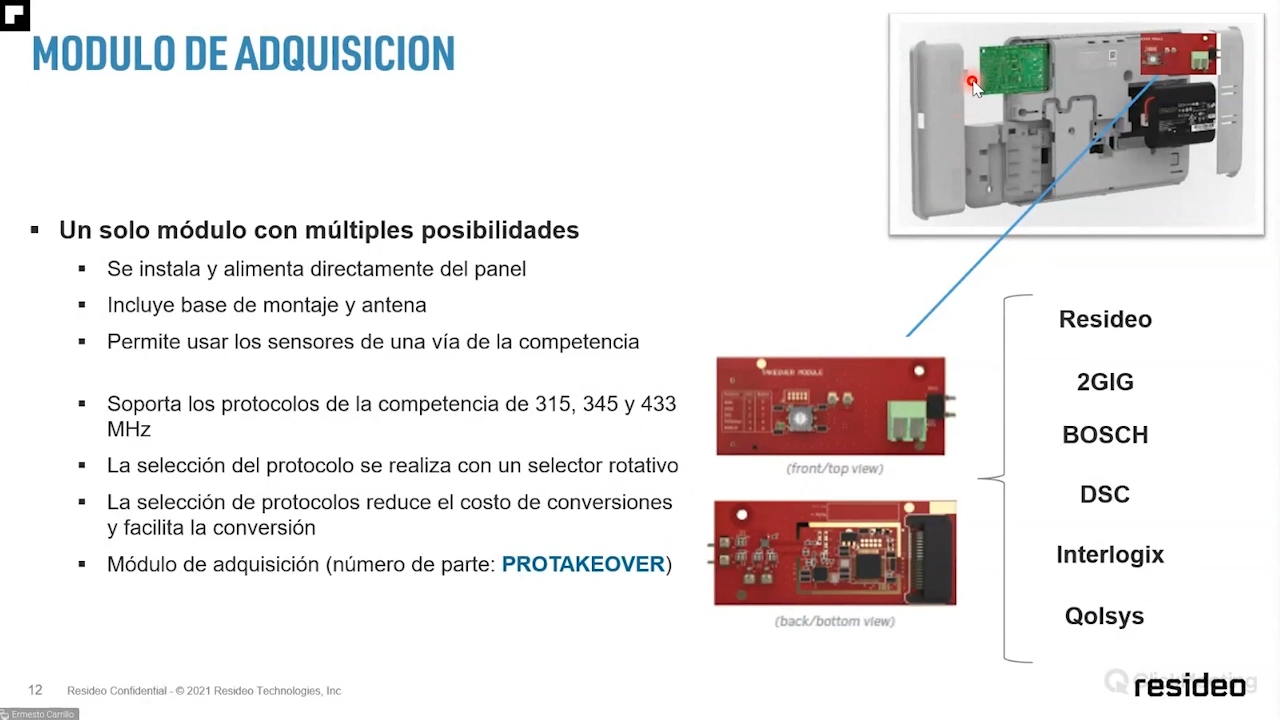 MODULO DE ADQUISICION
▪ Un solo módulo con múltiples posibilidades
▪ Se instala y alimenta directamente del panel
▪ Incluye base de montaje y antena
▪ Permite usar los sensores de una vía de la competencia
▪ Soporta los protocolos de la competencia de 315, 345 y 433
MHz
▪ La selección del protocolo se realiza con un selector rotativo
▪ La selección de protocolos reduce el costo de conversiones
y facilita la conversión
▪ Módulo de adquisición (número de parte: PROTAKEOVER)
TAKEOVER MODULE
(front/top view)
(back/bottom view)
Resideo
2GIG
BOSCH
DSC
Interlogix
Qolsys
12 Resideo Confidential - © 2021 Resideo Technologies, Inc
resideo
Ermesto Carrillo